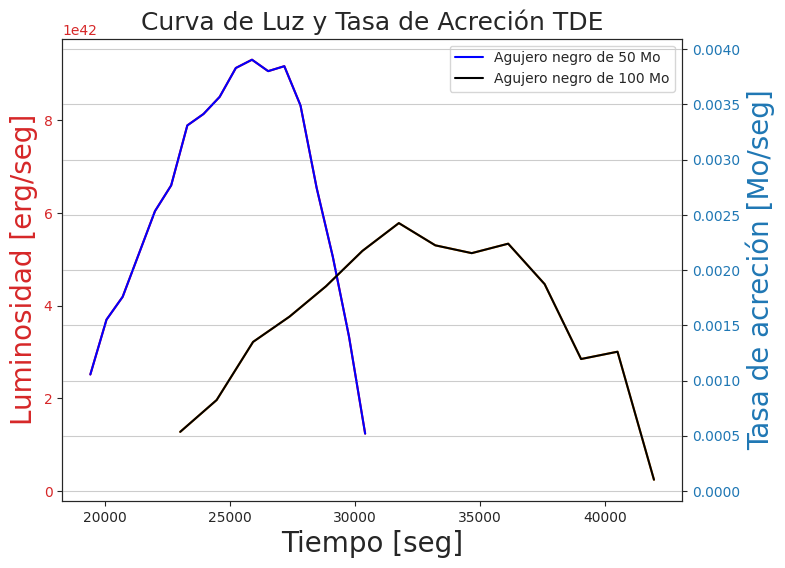 Curva de Luz y Tasa de Acreción TDE
1e42
Agujero negro de 50 Mo
Agujero negro de 100 Mo
Luminosidad [erg/seg]
8
6
4
2
0
0.0040
0.0035
0.0030
0.0025
0.0020
0.0015
0.0010
0.0005
0.0000
Tasa de acreción [Mo/seg]
20000 25000 30000 35000 40000
Tiempo [seg]